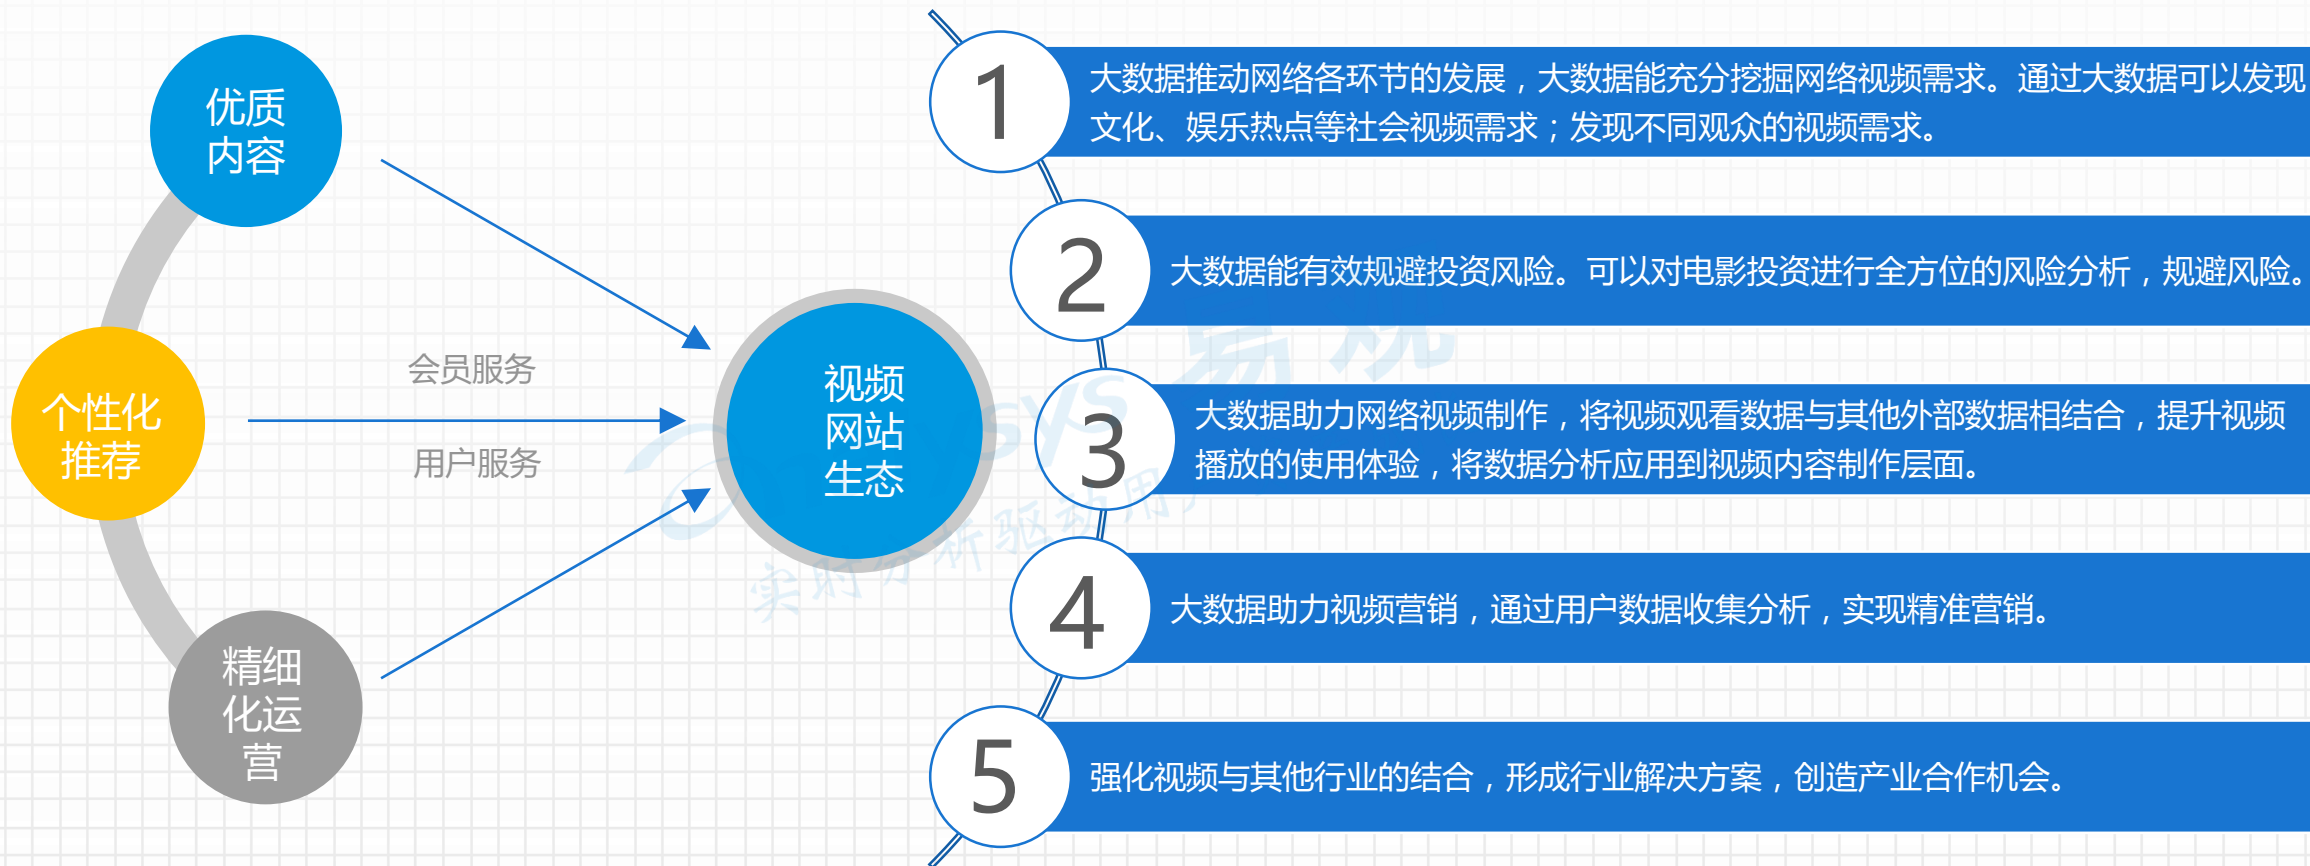 优质
内容
个性化
推荐
精细
化运
营
会员服务
用户服务
视频
网站
生态
1
大数据推动网络各环节的发展，大数据能充分挖掘网络视频需求。通过大数据可以发现
文化、娱乐热点等社会视频需求；发现不同观众的视频需求。
2
大数据能有效规避投资风险。可以对电影投资进行全方位的风险分析，规避风险。
3
大数据助力网络视频制作，将视频观看数据与其他外部数据相结合，提升视频
播放的使用体验，将数据分析应用到视频内容制作层面。
4
大数据助力视频营销，通过用户数据收集分析，实现精准营销。
5
强化视频与其他行业的结合，形成行业解决方案，创造产业合作机会。
易观
sys
实时分析驱动用